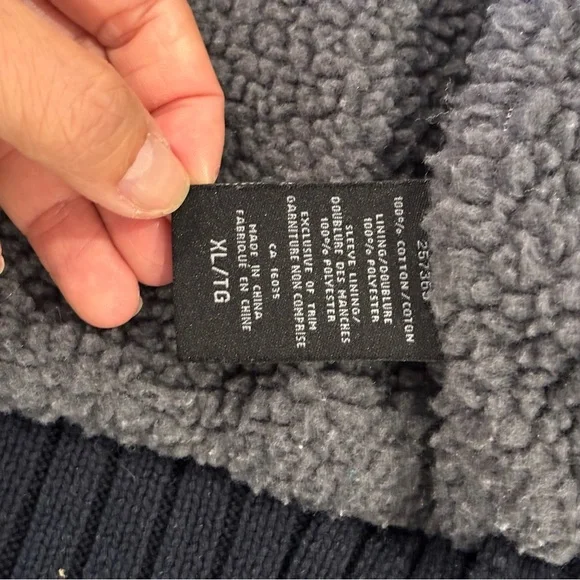 100% COTTON/COTON
LINING/DOUBLURE
100% POLYESTER
SLEEVE LINING/
DOUBLURE DES MANCHES
100% POLYESTER
EXCLUSIVE OF TRIM
GARNITURE NON COMPRISE
CA 16035
MADE IN CHINA
FABRIQUÉ EN CHINE
XL/TG